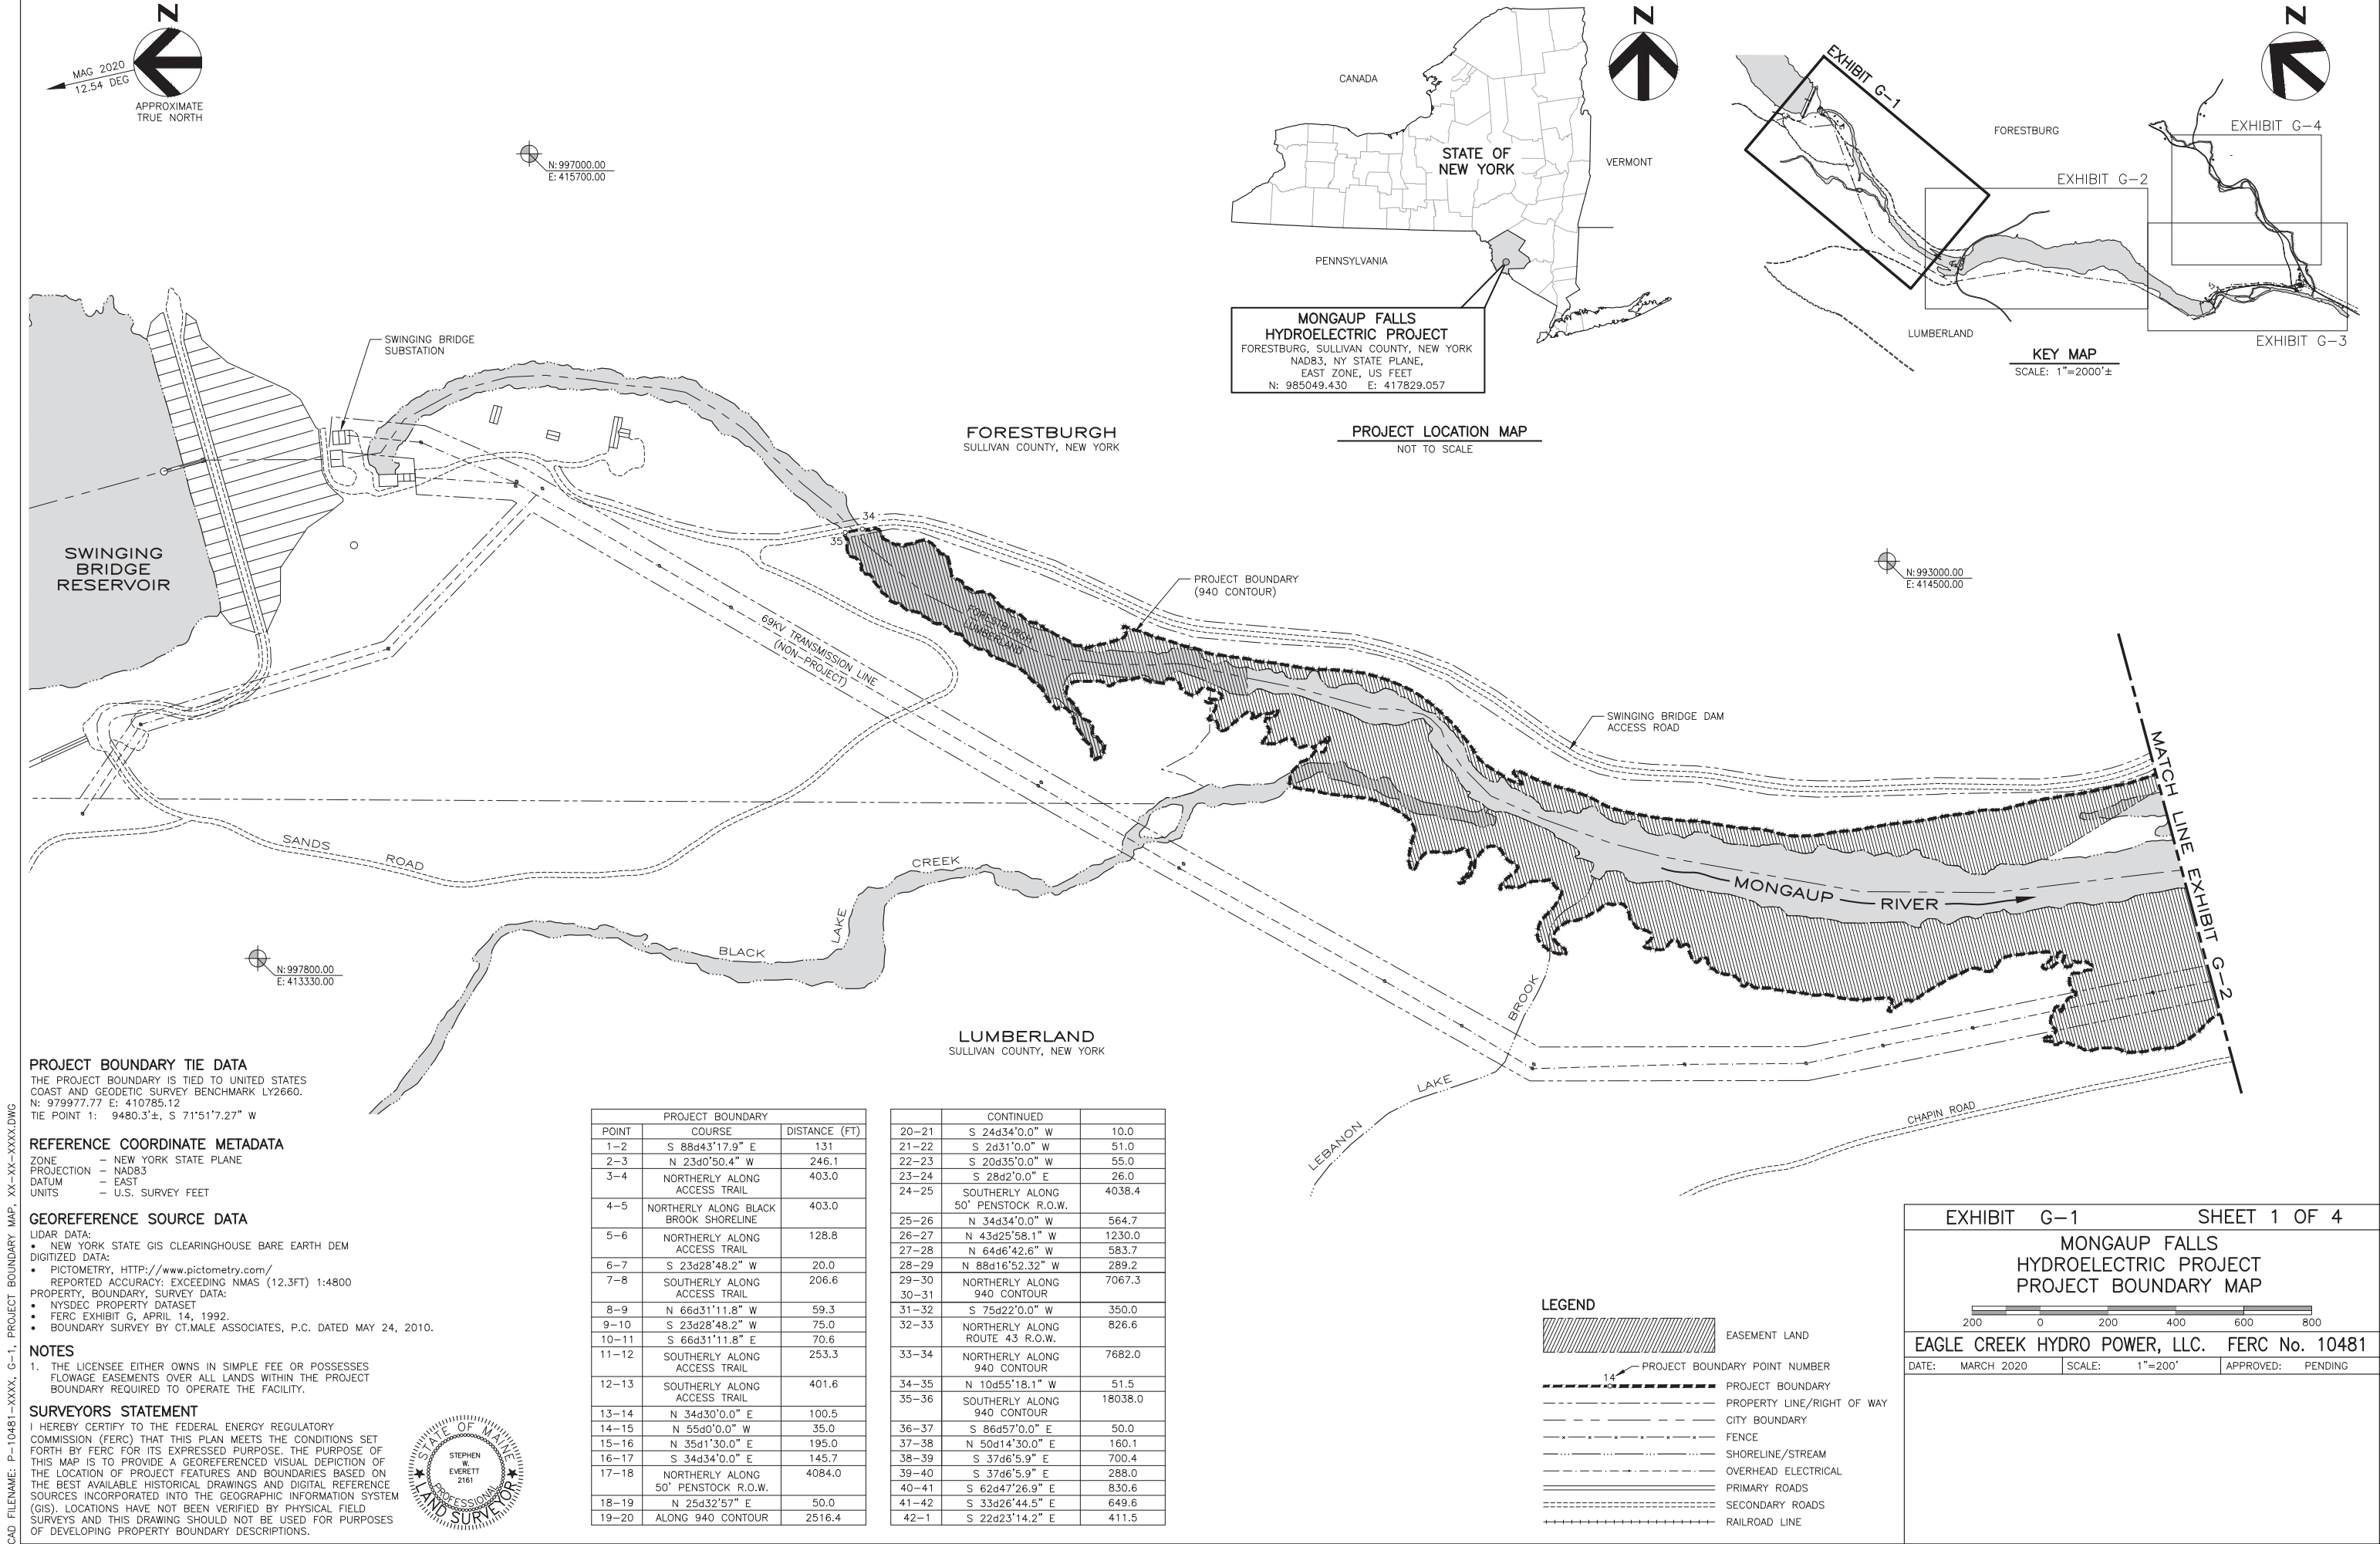 N
MAG 2020
12.54 DEG
APPROXIMATE
TRUE NORTH
N: 997000.00
E: 415700.00
CANADA
STATE OF
NEW YORK
VERMONT
PENNSYLVANIA
N
MONGAUP FALLS
HYDROELECTRIC PROJECT
FORESTBURG, SULLIVAN COUNTY, NEW YORK
NAD83, NY STATE PLANE,
EAST ZONE, US FEET
N: 985049.430 E: 417829.057
PROJECT LOCATION MAP
NOT TO SCALE
N
EXHIBIT G-1
FORESTBURG
EXHIBIT G-4
EXHIBIT G-2
LUMBERLAND
EXHIBIT G-3
KEY MAP
SCALE: 1"=2000'±
SWINGING BRIDGE
SUBSTATION
FORESTBURGH
SULLIVAN COUNTY, NEW YORK
SWINGING
BRIDGE
RESERVOIR
34
35
PROJECT BOUNDARY
(940 CONTOUR)
N: 993000.00
E: 414500.00
FORESTBURGH
LUMBERLAND
69KV TRANSMISSION LINE
(NON-PROJECT)
SWINGING BRIDGE DAM
ACCESS ROAD
MATCH LINE EXHIBIT G-2
SANDS ROAD
BLACK LAKE CREEK
MONGAUP RIVER
N: 997800.00
E: 413330.00
LEBANON LAKE BROOK
LUMBERLAND
SULLIVAN COUNTY, NEW YORK
CHAPIN ROAD
CAD FILENAME: P-10481-XXXX, G-1, PROJECT BOUNDARY MAP, XX-XX-XXXX.DWG
PROJECT BOUNDARY TIE DATA
THE PROJECT BOUNDARY IS TIED TO UNITED STATES
COAST AND GEODETIC SURVEY BENCHMARK LY2660.
N: 979977.77 E: 410785.12
TIE POINT 1: 9480.3'±, S 71°51'7.27" W
REFERENCE COORDINATE METADATA
ZONE - NEW YORK STATE PLANE
PROJECTION - NAD83
DATUM - EAST
UNITS - U.S. SURVEY FEET
GEOREFERENCE SOURCE DATA
LIDAR DATA:
• NEW YORK STATE GIS CLEARINGHOUSE BARE EARTH DEM
DIGITIZED DATA:
• PICTOMETRY, HTTP://www.pictometry.com/
REPORTED ACCURACY: EXCEEDING NMAS (12.3FT) 1:4800
PROPERTY, BOUNDARY, SURVEY DATA:
• NYSDEC PROPERTY DATASET
• FERC EXHIBIT G, APRIL 14, 1992.
• BOUNDARY SURVEY BY CT.MALE ASSOCIATES, P.C. DATED MAY 24, 2010.
NOTES
1. THE LICENSEE EITHER OWNS IN SIMPLE FEE OR POSSESSES
FLOWAGE EASEMENTS OVER ALL LANDS WITHIN THE PROJECT
BOUNDARY REQUIRED TO OPERATE THE FACILITY.
SURVEYORS STATEMENT
I HEREBY CERTIFY TO THE FEDERAL ENERGY REGULATORY
COMMISSION (FERC) THAT THIS PLAN MEETS THE CONDITIONS SET
FORTH BY FERC FOR ITS EXPRESSED PURPOSE. THE PURPOSE OF
THIS MAP IS TO PROVIDE A GEOREFERENCED VISUAL DEPICTION OF
THE LOCATION OF PROJECT FEATURES AND BOUNDARIES BASED ON
THE BEST AVAILABLE HISTORICAL DRAWINGS AND DIGITAL REFERENCE
SOURCES INCORPORATED INTO THE GEOGRAPHIC INFORMATION SYSTEM
(GIS). LOCATIONS HAVE NOT BEEN VERIFIED BY PHYSICAL FIELD
SURVEYS AND THIS DRAWING SHOULD NOT BE USED FOR PURPOSES
OF DEVELOPING PROPERTY BOUNDARY DESCRIPTIONS.
STATE OF MAINE
STEPHEN
W.
EVERETT
2161
PROFESSIONAL
LAND SURVEYOR
PROJECT BOUNDARY
POINT COURSE DISTANCE (FT)
1-2 S 88d43'17.9" E 131
2-3 N 23d0'50.4" W 246.1
3-4 NORTHERLY ALONG 403.0
ACCESS TRAIL
4-5 NORTHERLY ALONG BLACK 403.0
BROOK SHORELINE
5-6 NORTHERLY ALONG 128.8
ACCESS TRAIL
6-7 S 23d28'48.2" W 20.0
7-8 SOUTHERLY ALONG 206.6
ACCESS TRAIL
8-9 N 66d31'11.8" W 59.3
9-10 S 23d28'48.2" W 75.0
10-11 S 66d31'11.8" E 70.6
11-12 SOUTHERLY ALONG 253.3
ACCESS TRAIL
12-13 SOUTHERLY ALONG 401.6
ACCESS TRAIL
13-14 N 34d30'0.0" E 100.5
14-15 N 55d0'0.0" W 35.0
15-16 N 35d1'30.0" E 195.0
16-17 S 34d34'0.0" E 145.7
17-18 NORTHERLY ALONG 4084.0
50' PENSTOCK R.O.W.
18-19 N 25d32'57" E 50.0
19-20 ALONG 940 CONTOUR 2516.4
CONTINUED
20-21 S 24d34'0.0" W 10.0
21-22 S 2d31'0.0" W 51.0
22-23 S 20d35'0.0" W 55.0
23-24 S 28d2'0.0" E 26.0
24-25 SOUTHERLY ALONG 4038.4
50' PENSTOCK R.O.W.
25-26 N 34d34'0.0" W 564.7
26-27 N 43d25'58.1" W 1230.0
27-28 N 64d6'42.6" W 583.7
28-29 N 88d16'52.32" W 289.2
29-30 NORTHERLY ALONG 7067.3
30-31 940 CONTOUR
31-32 S 75d22'0.0" W 350.0
32-33 NORTHERLY ALONG 826.6
ROUTE 43 R.O.W.
33-34 NORTHERLY ALONG 7682.0
940 CONTOUR
34-35 N 10d55'18.1" W 51.5
35-36 SOUTHERLY ALONG 18038.0
940 CONTOUR
36-37 S 86d57'0.0" E 50.0
37-38 N 50d14'30.0" E 160.1
38-39 S 37d6'5.9" E 700.4
39-40 S 37d6'5.9" E 288.0
40-41 S 62d47'26.9" E 830.6
41-42 S 33d26'44.5" E 649.6
42-1 S 22d23'14.2" E 411.5
LEGEND
EASEMENT LAND
PROJECT BOUNDARY POINT NUMBER
14
PROJECT BOUNDARY
PROPERTY LINE/RIGHT OF WAY
CITY BOUNDARY
FENCE
SHORELINE/STREAM
OVERHEAD ELECTRICAL
PRIMARY ROADS
SECONDARY ROADS
RAILROAD LINE
EXHIBIT G-1 SHEET 1 OF 4
MONGAUP FALLS
HYDROELECTRIC PROJECT
PROJECT BOUNDARY MAP
200 0 200 400 600 800
EAGLE CREEK HYDRO POWER, LLC. FERC No. 10481
DATE: MARCH 2020 SCALE: 1"=200' APPROVED: PENDING